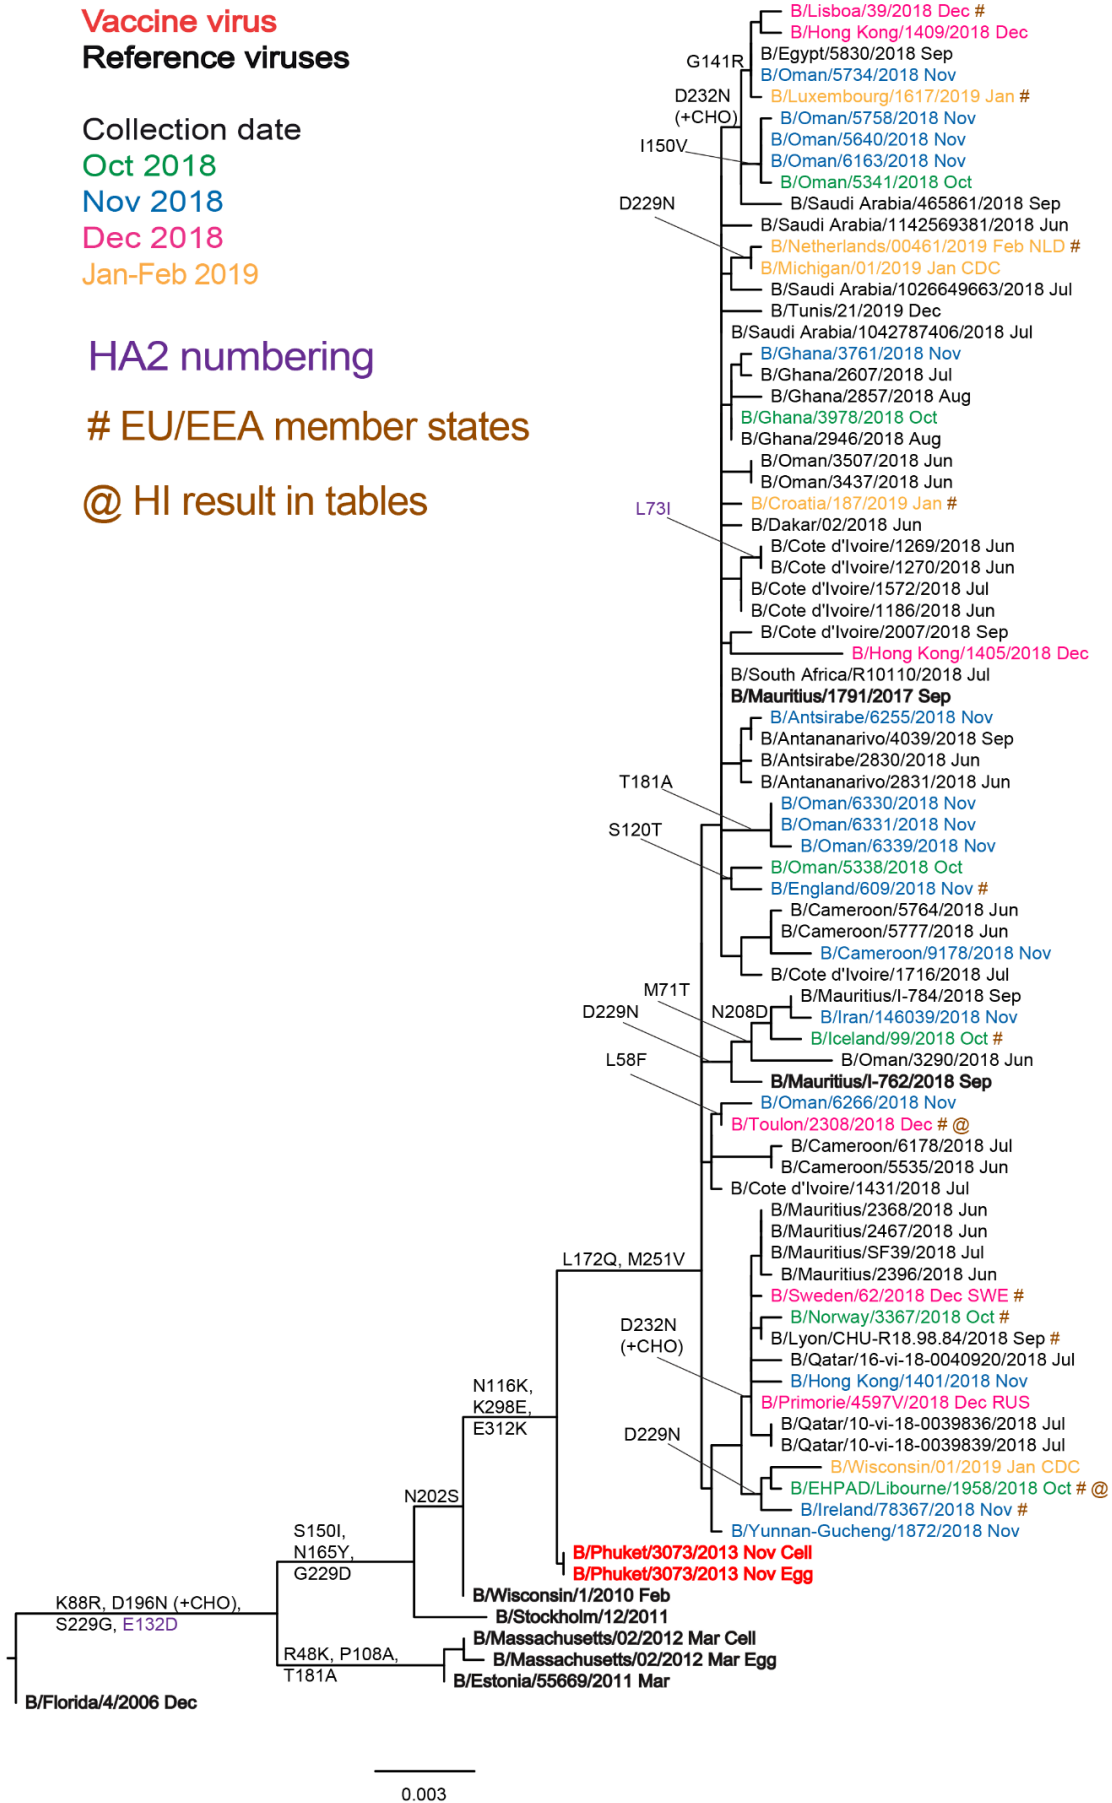 Vaccine virus
Reference viruses
Collection date
Oct 2018
Nov 2018
Dec 2018
Jan-Feb 2019
HA2 numbering
# EU/EEA member states
@ HI result in tables
B/Lisboa/39/2018 Dec #
B/Hong Kong/1409/2018 Dec
B/Egypt/5830/2018 Sep
G141R
B/Oman/5734/2018 Nov
B/Luxembourg/1617/2019 Jan #
D232N
(+CHO)
B/Oman/5758/2018 Nov
B/Oman/5640/2018 Nov
I150V
B/Oman/6163/2018 Nov
B/Oman/5341/2018 Oct
B/Saudi Arabia/465861/2018 Sep
D229N
B/Saudi Arabia/1142569381/2018 Jun
B/Netherlands/00461/2019 Feb NLD #
B/Michigan/01/2019 Jan CDC
B/Saudi Arabia/1026649663/2018 Jul
B/Tunis/21/2019 Dec
B/Saudi Arabia/1042787406/2018 Jul
B/Ghana/3761/2018 Nov
B/Ghana/2607/2018 Jul
B/Ghana/2857/2018 Aug
B/Ghana/3978/2018 Oct
B/Ghana/2946/2018 Aug
B/Oman/3507/2018 Jun
B/Oman/3437/2018 Jun
B/Croatia/187/2019 Jan #
L73I
B/Dakar/02/2018 Jun
B/Cote d'Ivoire/1269/2018 Jun
B/Cote d'Ivoire/1270/2018 Jun
B/Cote d'Ivoire/1572/2018 Jul
B/Cote d'Ivoire/1186/2018 Jun
B/Cote d'Ivoire/2007/2018 Sep
B/Hong Kong/1405/2018 Dec
B/South Africa/R10110/2018 Jul
B/Mauritius/1791/2017 Sep
B/Antsirabe/6255/2018 Nov
B/Antananarivo/4039/2018 Sep
B/Antsirabe/2830/2018 Jun
B/Antananarivo/2831/2018 Jun
T181A
B/Oman/6330/2018 Nov
B/Oman/6331/2018 Nov
S120T
B/Oman/6339/2018 Nov
B/Oman/5338/2018 Oct
B/England/609/2018 Nov #
B/Cameroon/5764/2018 Jun
B/Cameroon/5777/2018 Jun
B/Cameroon/9178/2018 Nov
B/Cote d'Ivoire/1716/2018 Jul
M71T
B/Mauritius/I-784/2018 Sep
D229N
N208D
B/Iran/146039/2018 Nov
B/Iceland/99/2018 Oct #
L58F
B/Oman/3290/2018 Jun
B/Mauritius/I-762/2018 Sep
B/Oman/6266/2018 Nov
B/Toulon/2308/2018 Dec # @
B/Cameroon/6178/2018 Jul
B/Cameroon/5535/2018 Jun
B/Cote d'Ivoire/1431/2018 Jul
B/Mauritius/2368/2018 Jun
B/Mauritius/2467/2018 Jun
B/Mauritius/SF39/2018 Jul
L172Q, M251V
B/Mauritius/2396/2018 Jun
B/Sweden/62/2018 Dec SWE #
B/Norway/3367/2018 Oct #
D232N
(+CHO)
B/Lyon/CHU-R18.98.84/2018 Sep #
B/Qatar/16-vi-18-0040920/2018 Jul
B/Hong Kong/1401/2018 Nov
N116K,
K298E,
E312K
B/Primorie/4597V/2018 Dec RUS
B/Qatar/10-vi-18-0039836/2018 Jul
D229N
B/Qatar/10-vi-18-0039839/2018 Jul
B/Wisconsin/01/2019 Jan CDC
B/EHPAD/Libourne/1958/2018 Oct # @
N202S
B/Ireland/78367/2018 Nov #
B/Yunnan-Gucheng/1872/2018 Nov
S150I,
N165Y,
G229D
B/Phuket/3073/2013 Nov Cell
B/Phuket/3073/2013 Nov Egg
B/Wisconsin/1/2010 Feb
K88R, D196N (+CHO),
S229G, E132D
B/Stockholm/12/2011
B/Massachusetts/02/2012 Mar Cell
R48K, P108A,
T181A
B/Massachusetts/02/2012 Mar Egg
B/Estonia/55669/2011 Mar
B/Florida/4/2006 Dec
0.003